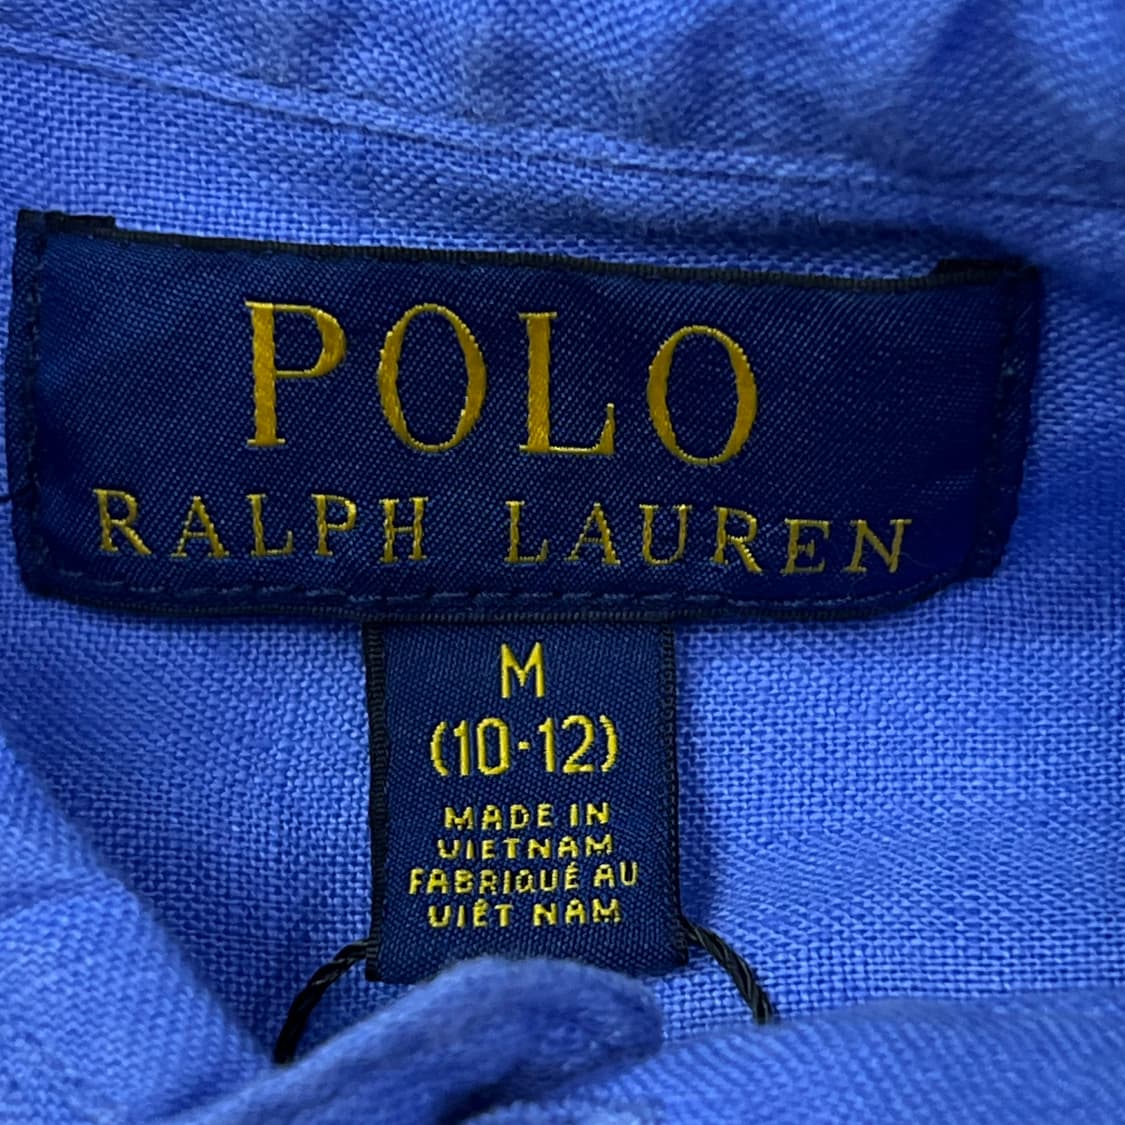 POLO
RALPH LAUREN
M
(10-12)
MADE IN
VIETNAM
FABRIQUÉ AU
VIÊT NAM